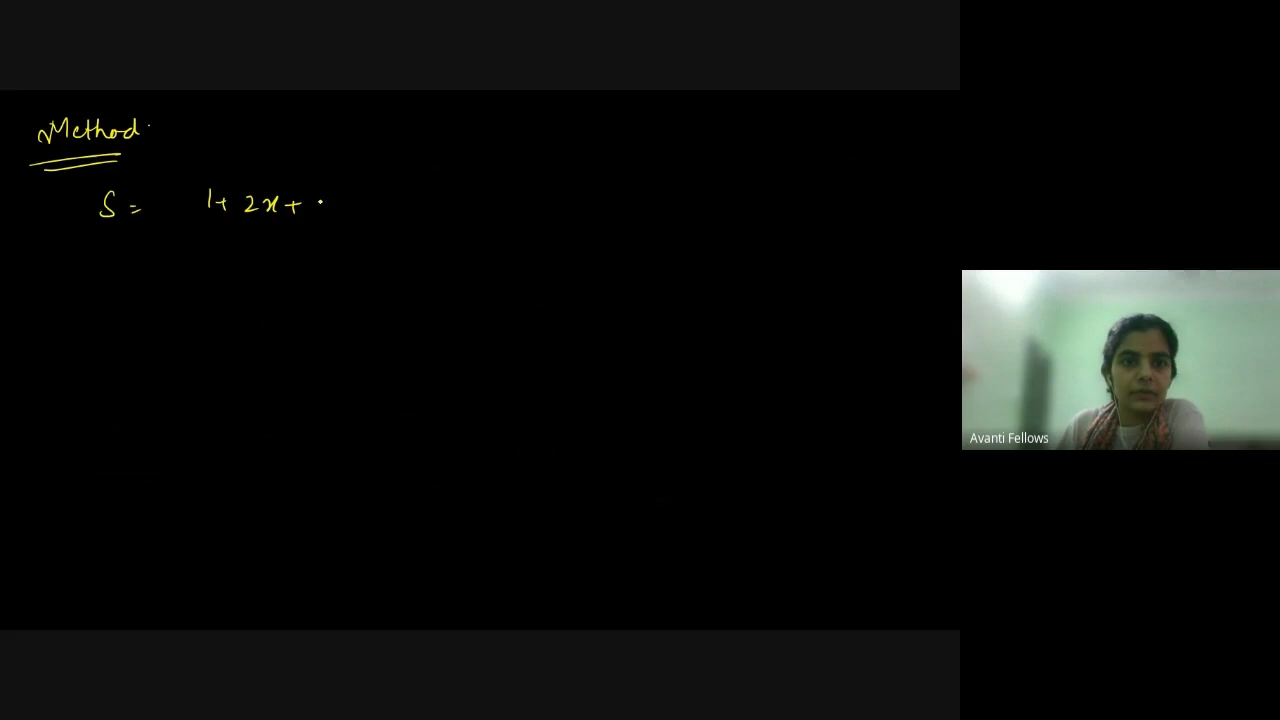 Method.
S = 1 + 2x + .
Avanti Fellows